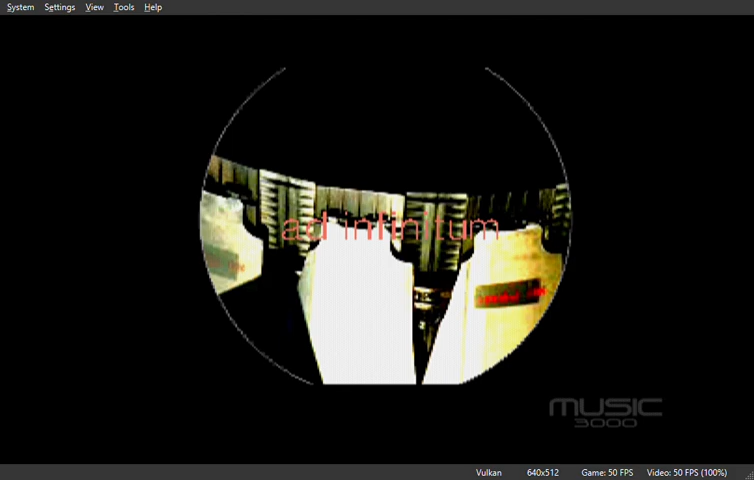 System Settings View Tools Help
ad infinitum
MUSIC
3000
Vulkan 640x512 Game: 50 FPS Video: 50 FPS (100%)